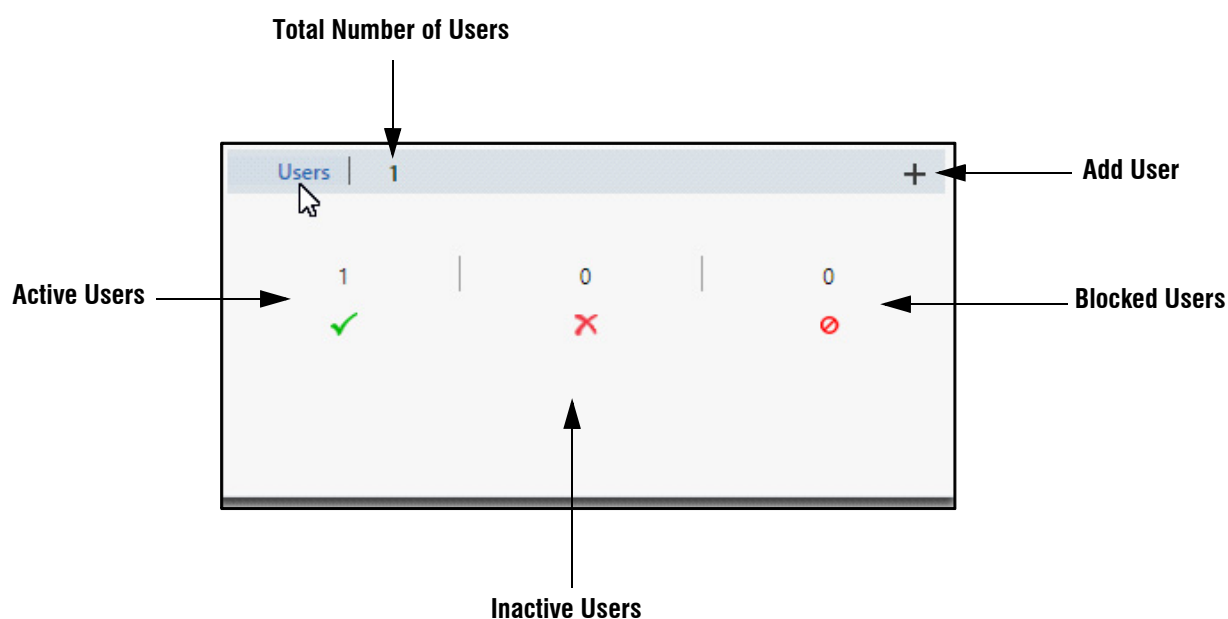 Total Number of Users
Users | 1 +
Add User
1 | 0 | 0
Active Users
Blocked Users
Inactive Users